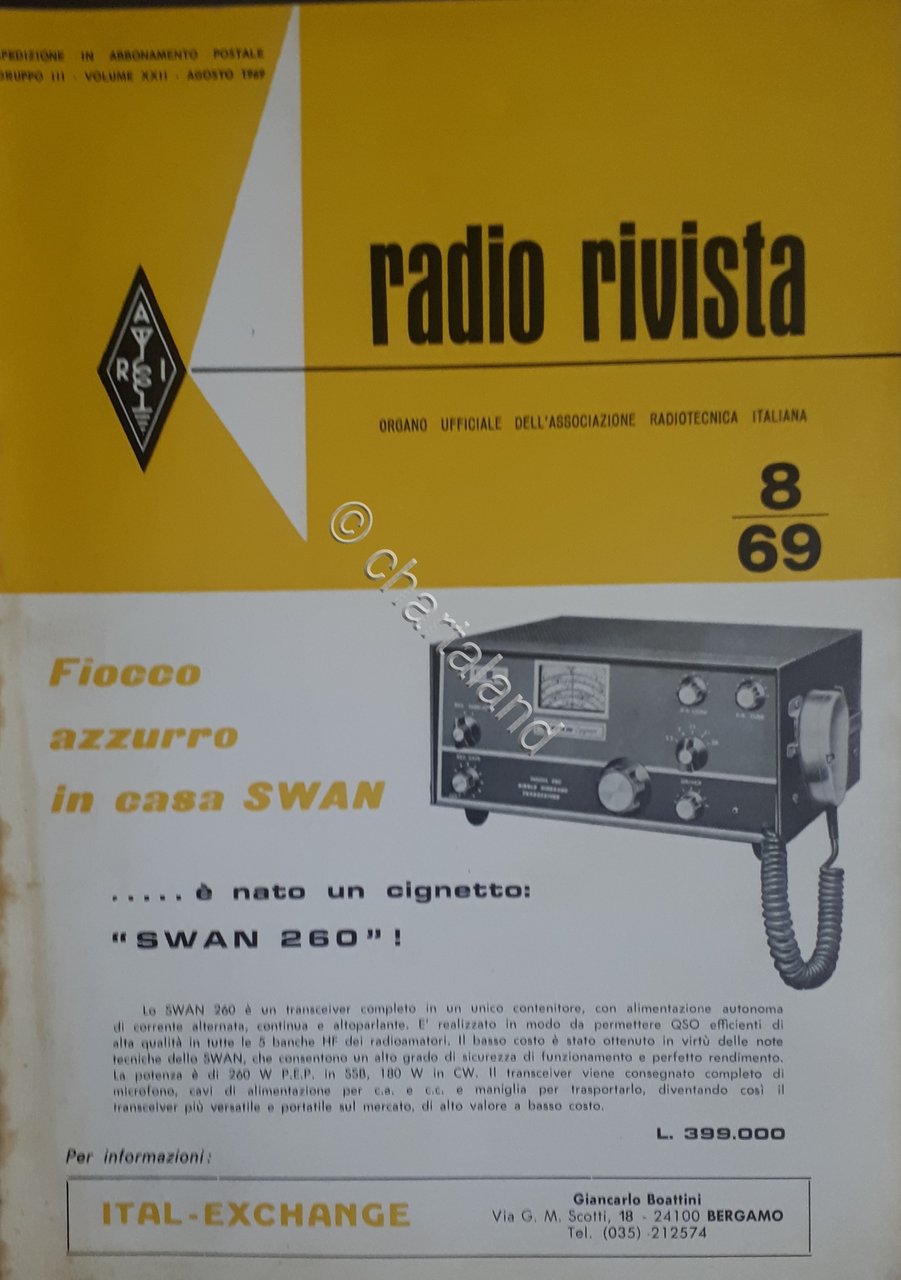 SPEDIZIONE IN ABBONAMENTO POSTALE
GRUPPO III - VOLUME XXII - AGOSTO 1969
radio rivista
A
R I
ORGANO UFFICIALE DELL'ASSOCIAZIONE RADIOTECNICA ITALIANA
8
69
© charialand
Fiocco
azzurro
in casa SWAN
..... è nato un cignetto:
"SWAN 260"!
Lo SWAN 260 è un transceiver completo in un unico contenitore, con alimentazione autonoma
di corrente alternata, continua e altoparlante. E' realizzato in modo da permettere QSO efficienti di
alta qualità in tutte le 5 banche HF dei radioamatori. Il basso costo è stato ottenuto in virtù delle note
tecniche dello SWAN, che consentono un alto grado di sicurezza di funzionamento e perfetto rendimento.
La potenza è di 260 W P.E.P. in SSB, 180 W in CW. Il transceiver viene consegnato completo di
microfono, cavi di alimentazione per c.a. e c.c. e maniglia per trasportarlo, diventando così il
transceiver più versatile e portatile sul mercato, di alto valore a basso costo.
L. 399.000
Per informazioni:
ITAL-EXCHANGE
Giancarlo Boattini
Via G. M. Scotti, 18 - 24100 BERGAMO
Tel. (035) 212574